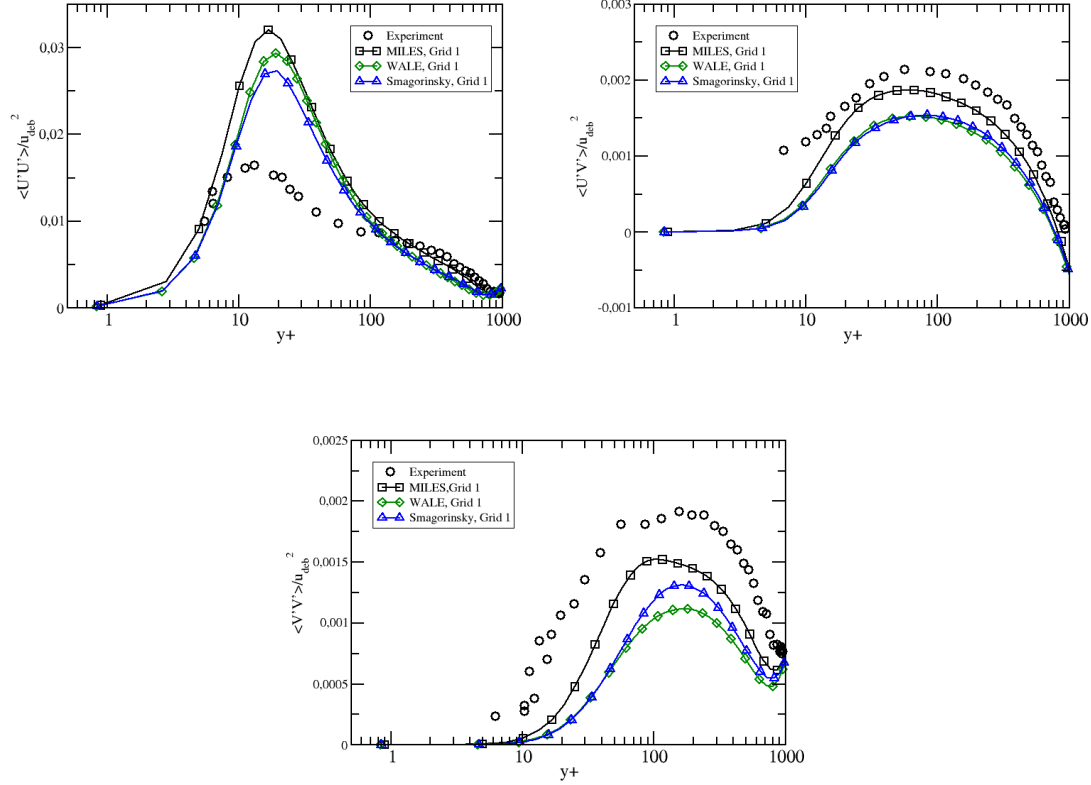 0,03
0,02
0,01
0
<U'U'>/u_deb^2
1
10
100
1000
y+
Experiment
MILES, Grid 1
WALE, Grid 1
Smagorinsky, Grid 1
0,003
0,002
0,001
0
-0,001
<U'V'>/u_deb^2
1
10
100
1000
y+
Experiment
MILES, Grid 1
WALE, Grid 1
Smagorinsky, Grid 1
0,0025
0,002
0,0015
0,001
0,0005
0
<V'V'>/u_deb^2
1
10
100
1000
y+
Experiment
MILES,Grid 1
WALE, Grid 1
Smagorinsky, Grid 1